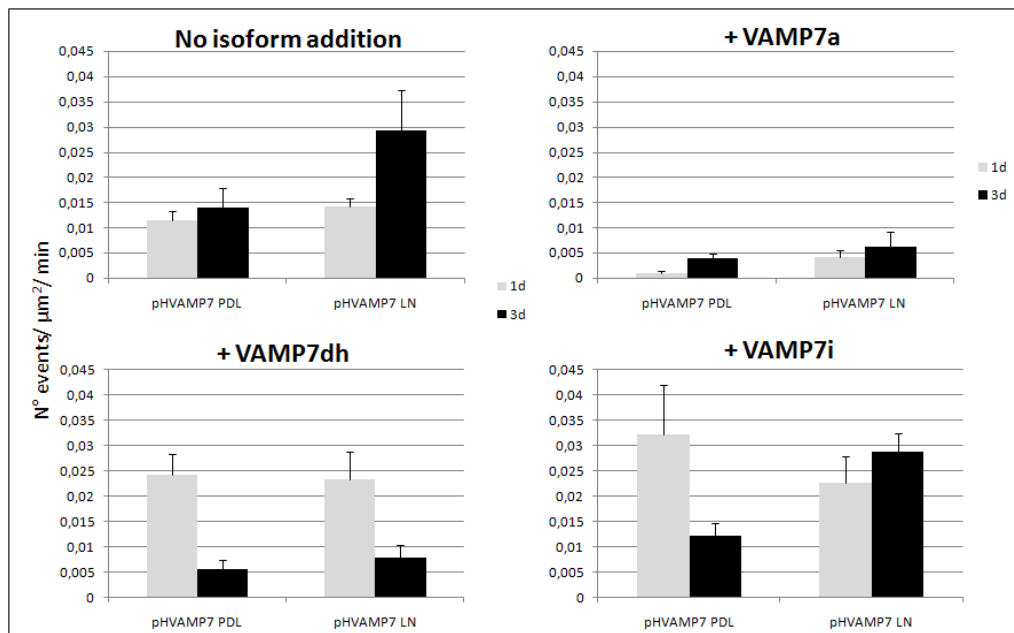 No isoform addition
0,045
0,04
0,035
0,03
0,025
0,02
0,015
0,01
0,005
0
pHVAMP7 PDL
pHVAMP7 LN
1d
3d
+ VAMP7a
0,045
0,04
0,035
0,03
0,025
0,02
0,015
0,01
0,005
0
pHVAMP7 PDL
pHVAMP7 LN
1d
3d
N° events/ µm²/ min
+ VAMP7dh
0,045
0,04
0,035
0,03
0,025
0,02
0,015
0,01
0,005
0
pHVAMP7 PDL
pHVAMP7 LN
+ VAMP7i
0,045
0,04
0,035
0,03
0,025
0,02
0,015
0,01
0,005
0
pHVAMP7 PDL
pHVAMP7 LN